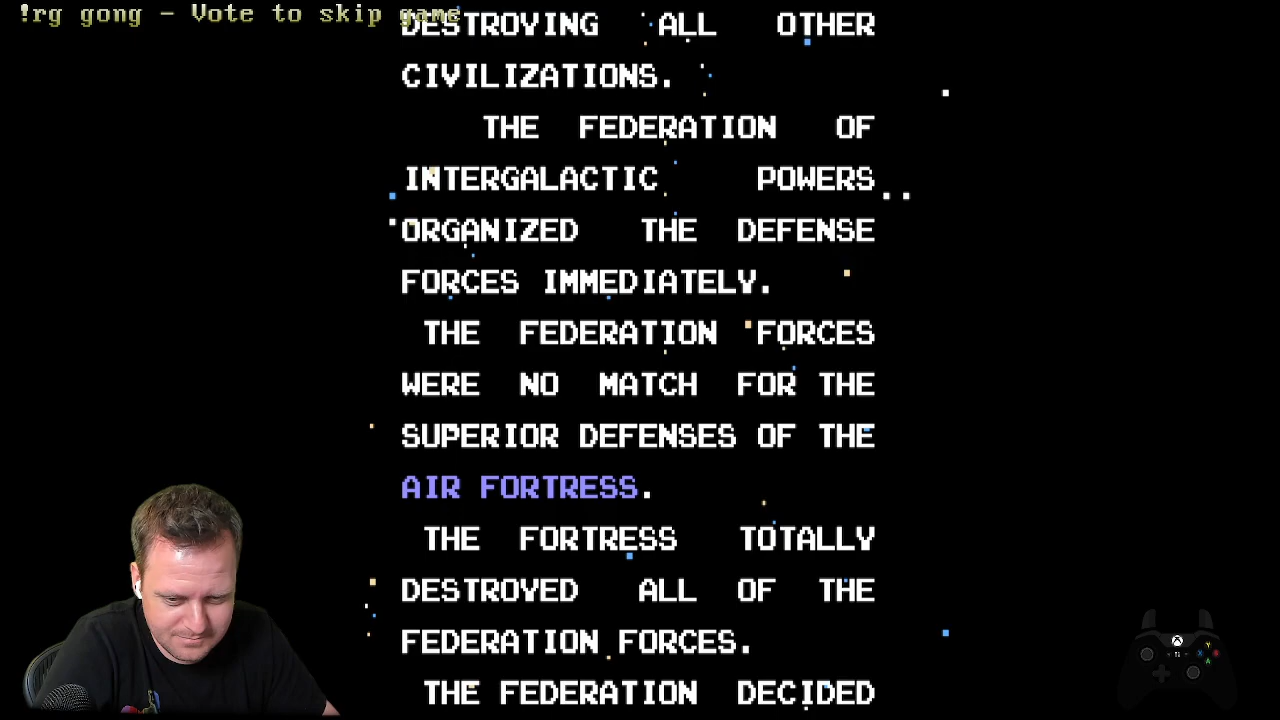 !rg gong - Vote to skip game
DESTROYING ALL OTHER
CIVILIZATIONS.
THE FEDERATION OF
INTERGALACTIC POWERS
ORGANIZED THE DEFENSE
FORCES IMMEDIATELY.
THE FEDERATION FORCES
WERE NO MATCH FOR THE
SUPERIOR DEFENSES OF THE
AIR FORTRESS.
THE FORTRESS TOTALLY
DESTROYED ALL OF THE
FEDERATION FORCES.
THE FEDERATION DECIDED